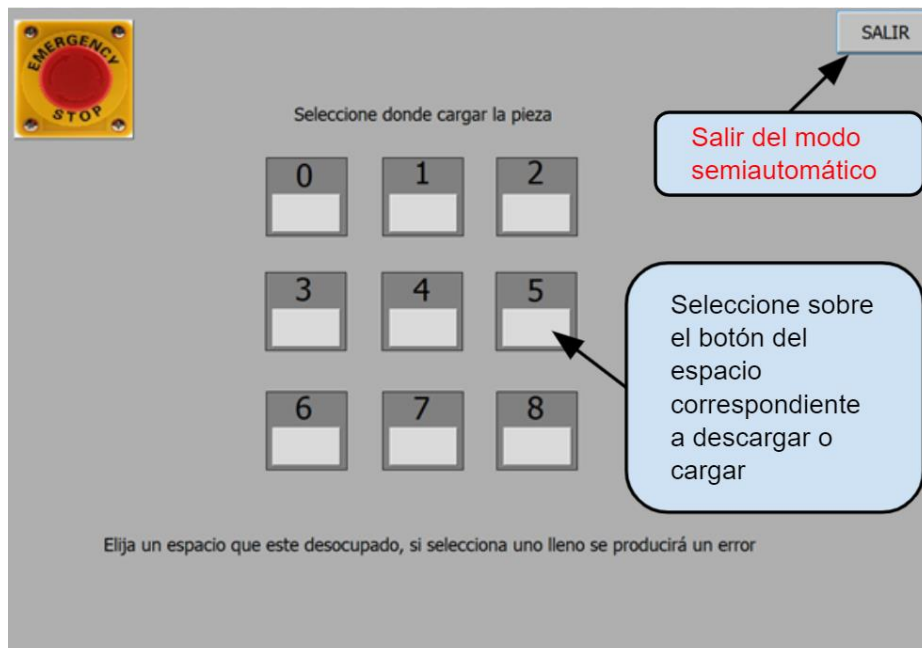 EMERGENCY
STOP
SALIR
Seleccione donde cargar la pieza
Salir del modo
semiautomático
0 1 2
3 4 5
Seleccione sobre
el botón del
espacio
correspondiente
a descargar o
cargar
6 7 8
Elija un espacio que este desocupado, si selecciona uno lleno se producirá un error